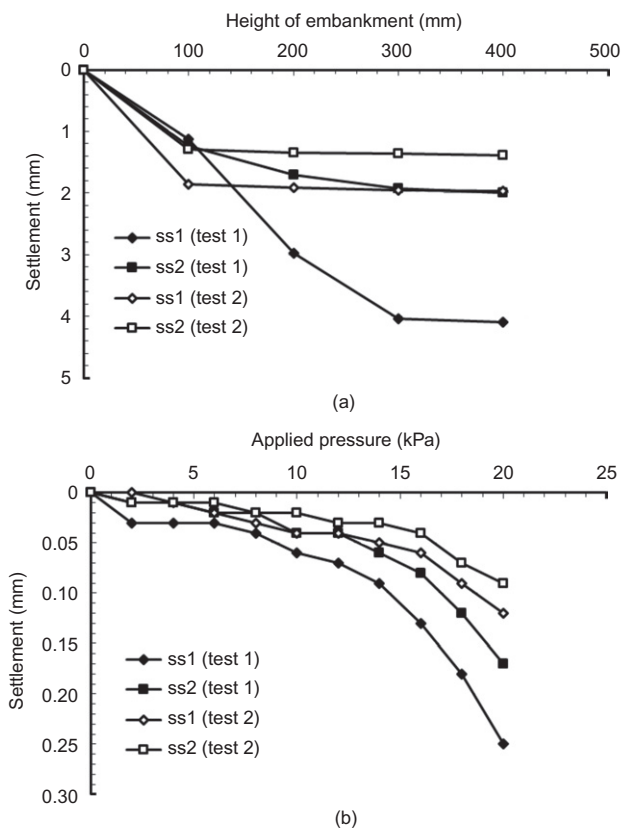 Height of embankment (mm)
0 100 200 300 400 500
0
1
2
3
4
5
Settlement (mm)
ss1 (test 1)
ss2 (test 1)
ss1 (test 2)
ss2 (test 2)
(a)
Applied pressure (kPa)
0 5 10 15 20 25
0
0.05
0.10
0.15
0.20
0.25
0.30
Settlement (mm)
ss1 (test 1)
ss2 (test 1)
ss1 (test 2)
ss2 (test 2)
(b)